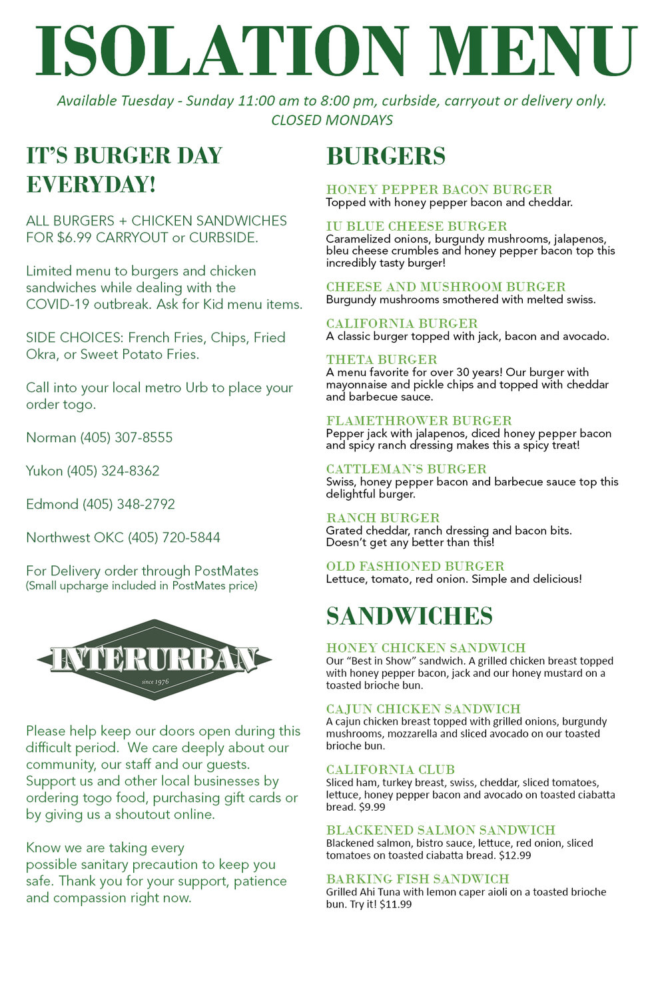 ISOLATION MENU
Available Tuesday - Sunday 11:00 am to 8:00 pm, curbside, carryout or delivery only.
CLOSED MONDAYS
IT'S BURGER DAY
EVERYDAY!
ALL BURGERS + CHICKEN SANDWICHES
FOR $6.99 CARRYOUT or CURBSIDE.
Limited menu to burgers and chicken
sandwiches while dealing with the
COVID-19 outbreak. Ask for Kid menu items.
SIDE CHOICES: French Fries, Chips, Fried
Okra, or Sweet Potato Fries.
Call into your local metro Urb to place your
order togo.
Norman (405) 307-8555
Yukon (405) 324-8362
Edmond (405) 348-2792
Northwest OKC (405) 720-5844
For Delivery order through PostMates
(Small upcharge included in PostMates price)
INTERURBAN
since 1976
Please help keep our doors open during this
difficult period.  We care deeply about our
community, our staff and our guests.
Support us and other local businesses by
ordering togo food, purchasing gift cards or
by giving us a shoutout online.
Know we are taking every
possible sanitary precaution to keep you
safe. Thank you for your support, patience
and compassion right now.
BURGERS
HONEY PEPPER BACON BURGER
Topped with honey pepper bacon and cheddar.
IU BLUE CHEESE BURGER
Caramelized onions, burgundy mushrooms, jalapenos,
bleu cheese crumbles and honey pepper bacon top this
incredibly tasty burger!
CHEESE AND MUSHROOM BURGER
Burgundy mushrooms smothered with melted swiss.
CALIFORNIA BURGER
A classic burger topped with jack, bacon and avocado.
THETA BURGER
A menu favorite for over 30 years! Our burger with
mayonnaise and pickle chips and topped with cheddar
and barbecue sauce.
FLAMETHROWER BURGER
Pepper jack with jalapenos, diced honey pepper bacon
and spicy ranch dressing makes this a spicy treat!
CATTLEMAN'S BURGER
Swiss, honey pepper bacon and barbecue sauce top this
delightful burger.
RANCH BURGER
Grated cheddar, ranch dressing and bacon bits.
Doesn't get any better than this!
OLD FASHIONED BURGER
Lettuce, tomato, red onion. Simple and delicious!
SANDWICHES
HONEY CHICKEN SANDWICH
Our “Best in Show” sandwich. A grilled chicken breast topped
with honey pepper bacon, jack and our honey mustard on a
toasted brioche bun.
CAJUN CHICKEN SANDWICH
A cajun chicken breast topped with grilled onions, burgundy
mushrooms, mozzarella and sliced avocado on our toasted
brioche bun.
CALIFORNIA CLUB
Sliced ham, turkey breast, swiss, cheddar, sliced tomatoes,
lettuce, honey pepper bacon and avocado on toasted ciabatta
bread. $9.99
BLACKENED SALMON SANDWICH
Blackened salmon, bistro sauce, lettuce, red onion, sliced
tomatoes on toasted ciabatta bread. $12.99
BARKING FISH SANDWICH
Grilled Ahi Tuna with lemon caper aioli on a toasted brioche
bun. Try it! $11.99